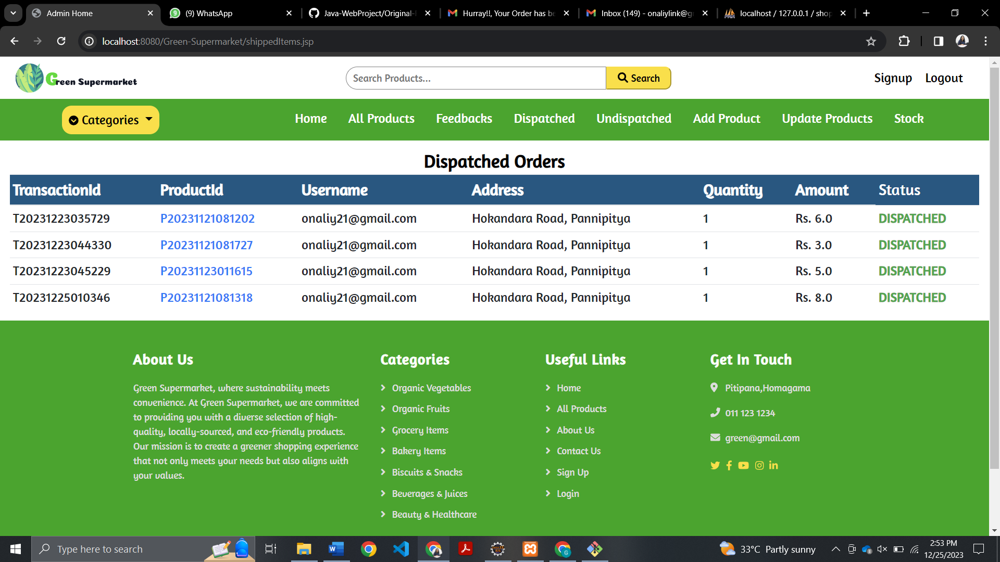 Admin Home
(9) WhatsApp
Java-WebProject/Original-
Hurray!!, Your Order has be
Inbox (149) - onaliylink@g
localhost / 127.0.0.1 / shop
localhost:8080/Green-Supermarket/shippedItems.jsp
Green Supermarket
Search Products...
Search
Signup
Logout
Categories
Home
All Products
Feedbacks
Dispatched
Undispatched
Add Product
Update Products
Stock
Dispatched Orders
TransactionId ProductId Username Address Quantity Amount Status
T20231223035729 P20231121081202 onaliy21@gmail.com Hokandara Road, Pannipitya 1 Rs. 6.0 DISPATCHED
T20231223044330 P20231121081727 onaliy21@gmail.com Hokandara Road, Pannipitya 1 Rs. 3.0 DISPATCHED
T20231223045229 P20231123011615 onaliy21@gmail.com Hokandara Road, Pannipitya 1 Rs. 5.0 DISPATCHED
T20231225010346 P20231121081318 onaliy21@gmail.com Hokandara Road, Pannipitya 1 Rs. 8.0 DISPATCHED
About Us
Green Supermarket, where sustainability meets
convenience. At Green Supermarket, we are committed
to providing you with a diverse selection of high-
quality, locally-sourced, and eco-friendly products.
Our mission is to create a greener shopping experience
that not only meets your needs but also aligns with
your values.
Categories
Organic Vegetables
Organic Fruits
Grocery Items
Bakery Items
Biscuits & Snacks
Beverages & Juices
Beauty & Healthcare
Useful Links
Home
All Products
About Us
Contact Us
Sign Up
Login
Get In Touch
Pitipana,Homagama
011 123 1234
green@gmail.com
Type here to search
33°C Partly sunny
2:53 PM
12/25/2023